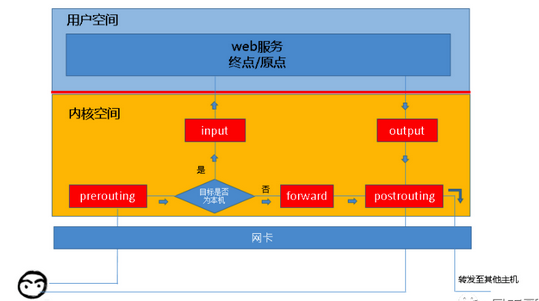 用户空间
web服务
终点/原点
内核空间
input
output
是
prerouting
目标是否
为本机
否
forward
postrouting
网卡
转发至其他主机